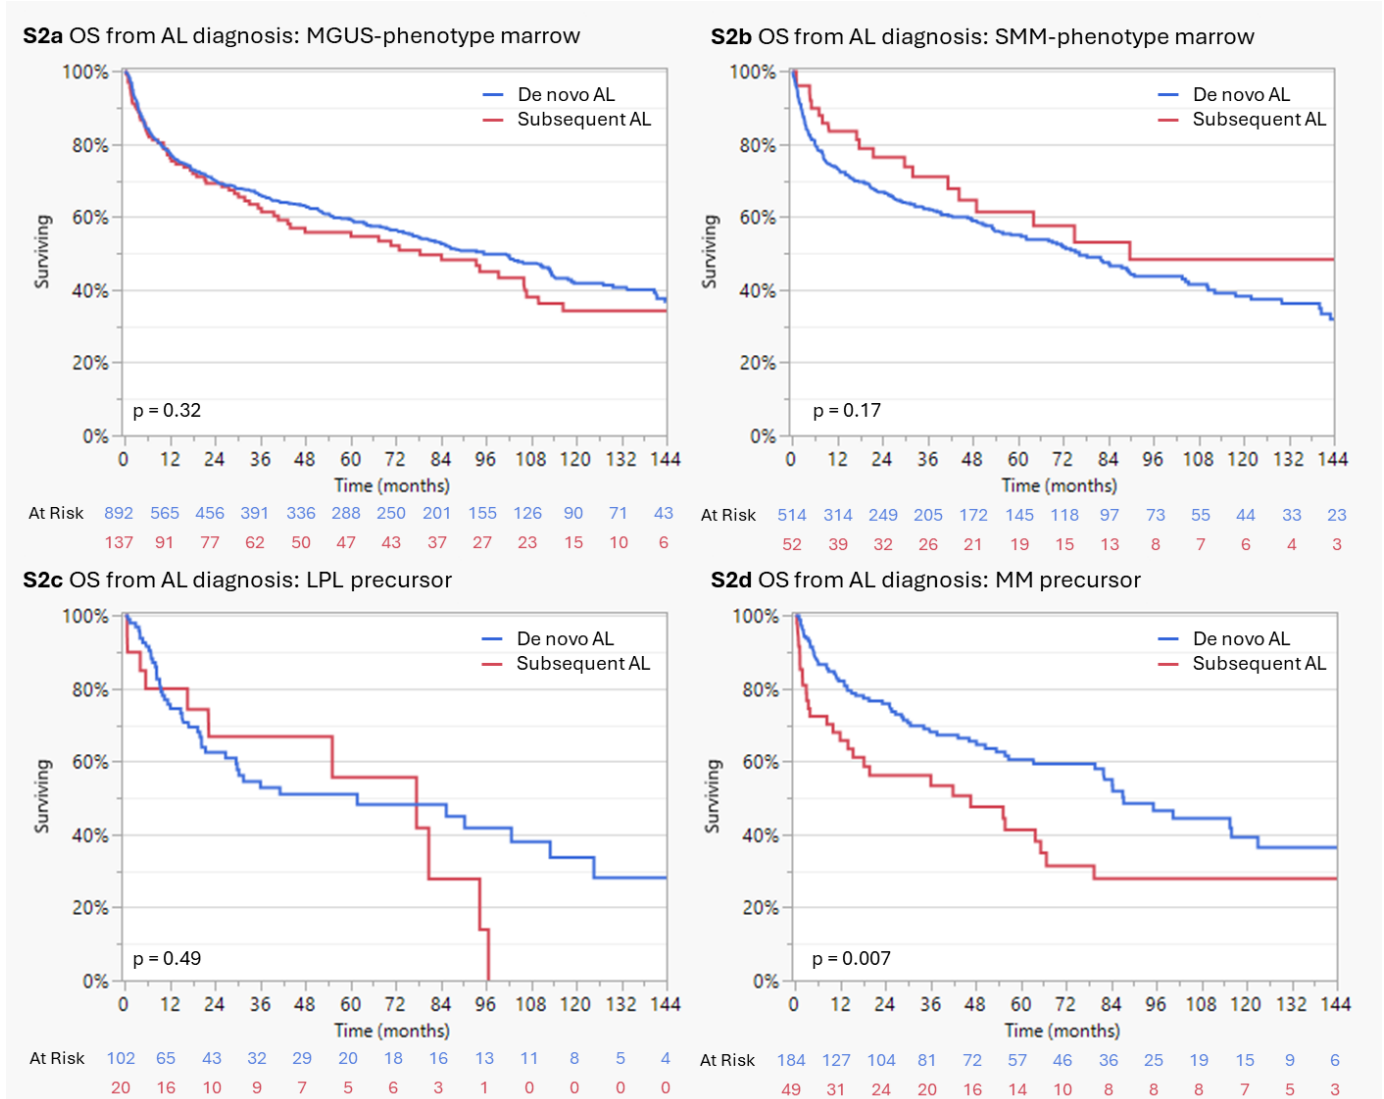 S2a OS from AL diagnosis: MGUS-phenotype marrow
100%
80%
60%
40%
20%
0%
Surviving
De novo AL
Subsequent AL
p = 0.32
0 12 24 36 48 60 72 84 96 108 120 132 144
Time (months)
At Risk 892 565 456 391 336 288 250 201 155 126 90 71 43
137 91 77 62 50 47 43 37 27 23 15 10 6
S2b OS from AL diagnosis: SMM-phenotype marrow
100%
80%
60%
40%
20%
0%
Surviving
De novo AL
Subsequent AL
p = 0.17
0 12 24 36 48 60 72 84 96 108 120 132 144
Time (months)
At Risk 514 314 249 205 172 145 118 97 73 55 44 33 23
52 39 32 26 21 19 15 13 8 7 6 4 3
S2c OS from AL diagnosis: LPL precursor
100%
80%
60%
40%
20%
0%
Surviving
De novo AL
Subsequent AL
p = 0.49
0 12 24 36 48 60 72 84 96 108 120 132 144
Time (months)
At Risk 102 65 43 32 29 20 18 16 13 11 8 5 4
20 16 10 9 7 5 6 3 1 0 0 0 0
S2d OS from AL diagnosis: MM precursor
100%
80%
60%
40%
20%
0%
Surviving
De novo AL
Subsequent AL
p = 0.007
0 12 24 36 48 60 72 84 96 108 120 132 144
Time (months)
At Risk 184 127 104 81 72 57 46 36 25 19 15 9 6
49 31 24 20 16 14 10 8 8 8 7 5 3